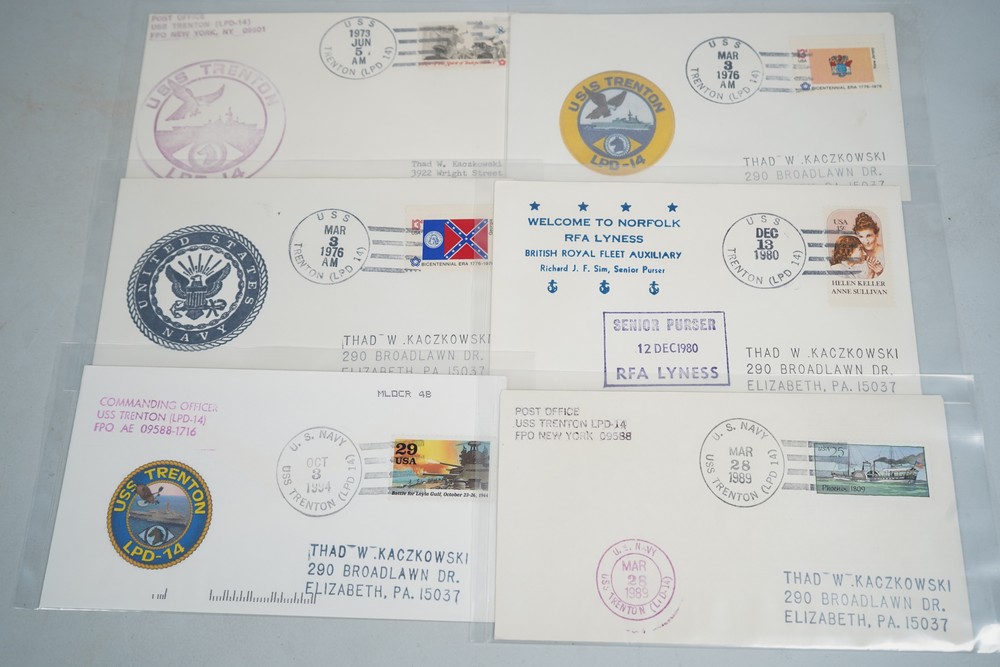 POST OFFICE
USS TRENTON (LPD-14)
FPO NEW YORK, NY 09501
USS TRENTON
LPD-14
USS
1973
JUN
5
AM
TRENTON (LPD 14)
Thad W. Kaczkowski
3922 Wright Street
USS TRENTON
LPD-14
USS
MAR
3
1976
AM
TRENTON (LPD 14)
13c
BICENTENNIAL ERA 1776-1976
THAD W. KACZKOWSKI
290 BROADLAWN DR.
ELIZABETH, PA. 15037
UNITED STATES
NAVY
USS
MAR
3
1976
AM
TRENTON (LPD 14)
13c
BICENTENNIAL ERA 1776-1976
THAD W. KACZKOWSKI
290 BROADLAWN DR.
ELIZABETH, PA. 15037
WELCOME TO NORFOLK
RFA LYNESS
BRITISH ROYAL FLEET AUXILIARY
Richard J. F. Sim, Senior Purser
SENIOR PURSER
12 DEC 1980
RFA LYNESS
USS
DEC
13
1980
TRENTON (LPD 14)
USA
15c
HELEN KELLER
ANNE SULLIVAN
THAD W. KACZKOWSKI
290 BROADLAWN DR.
ELIZABETH, PA. 15037
COMMANDING OFFICER
USS TRENTON (LPD-14)
FPO AE 09588-1716
MLOCR 4B
USS TRENTON
LPD-14
U. S. NAVY
OCT
3
1994
USS TRENTON (LPD 14)
29
USA
Battle for Leyte Gulf, October 23-26, 1944
THAD W. KACZKOWSKI
290 BROADLAWN DR.
ELIZABETH, PA. 15037
POST OFFICE
USS TRENTON LPD-14
FPO NEW YORK 09588
U. S. NAVY
MAR
28
1989
USS TRENTON (LPD 14)
USA 25
Phoenix 1809
U. S. NAVY
MAR
28
1989
USS TRENTON (LPD-14)
THAD W. KACZKOWSKI
290 BROADLAWN DR.
ELIZABETH, PA. 15037